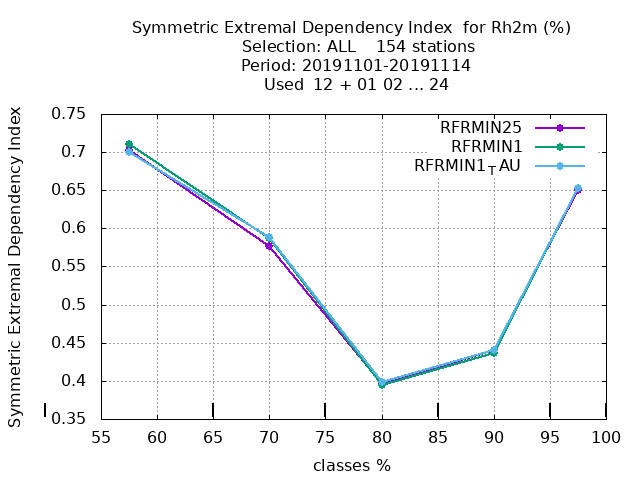 Symmetric Extremal Dependency Index for Rh2m (%)
Selection: ALL 154 stations
Period: 20191101-20191114
Used 12 + 01 02 ... 24
Symmetric Extremal Dependency Index
0.75
0.7
0.65
0.6
0.55
0.5
0.45
0.4
0.35
RFRMIN25
RFRMIN1
RFRMIN1TAU
55 60 65 70 75 80 85 90 95 100
classes %